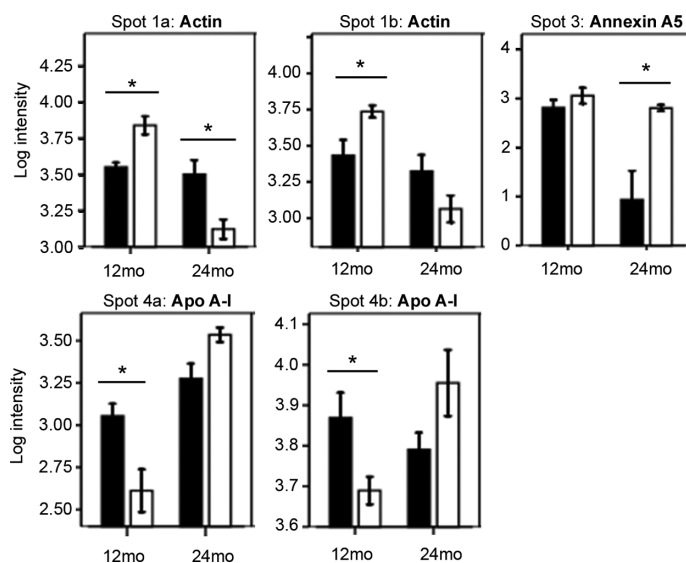 Spot 1a: Actin
Spot 1b: Actin
Spot 3: Annexin A5
Log intensity
4.25
4.00
3.75
3.50
3.25
3.00
*
*
12mo
24mo
4.00
3.75
3.50
3.25
3.00
*
12mo
24mo
4
3
2
1
0
*
12mo
24mo
Spot 4a: Apo A-I
Spot 4b: Apo A-I
Log intensity
3.50
3.25
3.00
2.75
2.50
*
12mo
24mo
4.1
4.0
3.9
3.8
3.7
3.6
*
12mo
24mo